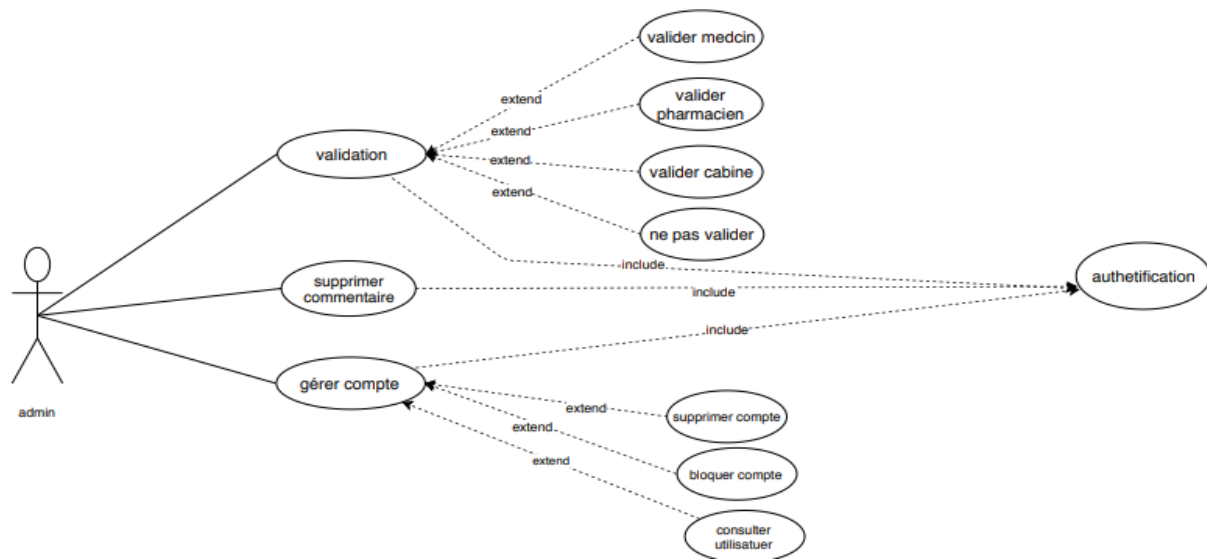 valider medcin
extend
valider
pharmacien
extend
validation
extend
valider cabine
extend
ne pas valider
include
authetification
supprimer
commentaire
include
include
gérer compte
admin
extend
supprimer compte
extend
bloquer compte
extend
consulter
utilisatuer